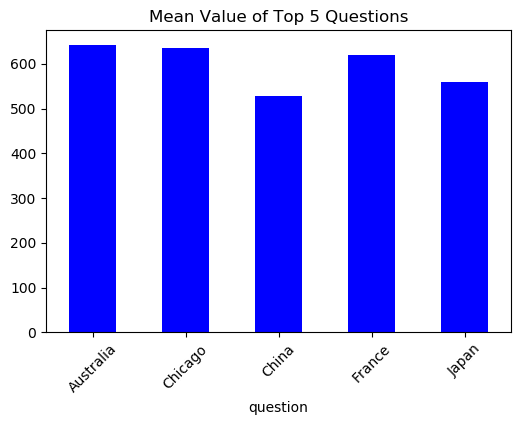 Mean Value of Top 5 Questions
600
500
400
300
200
100
0
Australia
Chicago
China
France
Japan
question